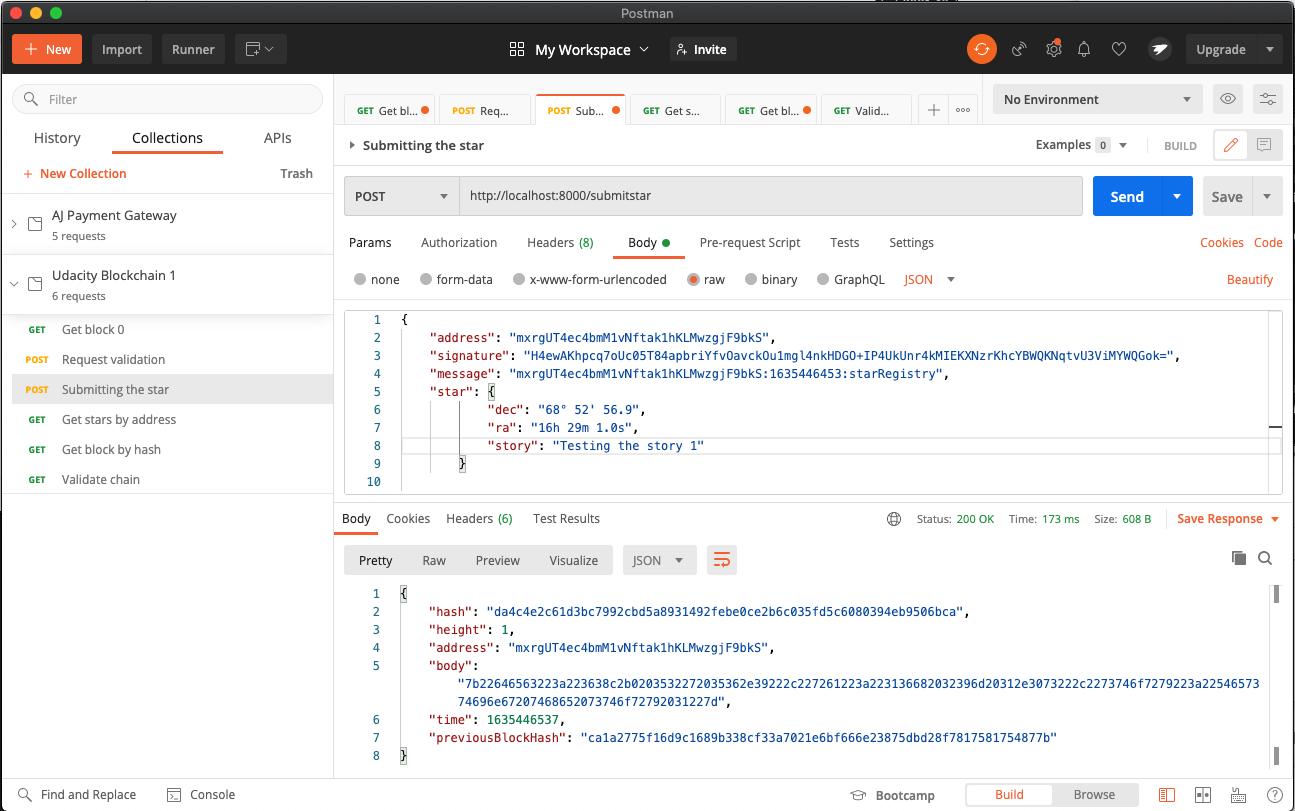 Postman
New
Import
Runner
My Workspace
Invite
Upgrade
Filter
History
Collections
APIs
New Collection
Trash
AJ Payment Gateway
5 requests
Udacity Blockchain 1
6 requests
GET Get block 0
POST Request validation
POST Submitting the star
GET Get stars by address
GET Get block by hash
GET Validate chain
GET Get bl...
POST Req...
POST Sub...
GET Get s...
GET Get bl...
GET Valid...
No Environment
Submitting the star
Examples 0
BUILD
POST
http://localhost:8000/submitstar
Send
Save
Params
Authorization
Headers (8)
Body
Pre-request Script
Tests
Settings
Cookies
Code
none
form-data
x-www-form-urlencoded
raw
binary
GraphQL
JSON
Beautify
1 {
2 "address": "mxrgUT4ec4bmM1vNftak1hKLMwzgjF9bkS",
3 "signature": "H4ewAKhpcq7oUc05T84apbriYfvOavckOu1mgl4nkHDGO+IP4UkUnr4kMIEKXNzrKhcYBWQKNqtvU3ViMYWQGok=",
4 "message": "mxrgUT4ec4bmM1vNftak1hKLMwzgjF9bkS:1635446453:starRegistry",
5 "star": {
6 "dec": "68° 52' 56.9",
7 "ra": "16h 29m 1.0s",
8 "story": "Testing the story 1"
9 }
10
Body
Cookies
Headers (6)
Test Results
Status: 200 OK
Time: 173 ms
Size: 608 B
Save Response
Pretty
Raw
Preview
Visualize
JSON
1 {
2 "hash": "da4c4e2c61d3bc7992cbd5a8931492febe0ce2b6c035fd5c6080394eb9506bca",
3 "height": 1,
4 "address": "mxrgUT4ec4bmM1vNftak1hKLMwzgjF9bkS",
5 "body":
"7b22646563223a223638c2b0203532272035362e39222c227261223a223136682032396d20312e3073222c2273746f7279223a22546573
74696e67207468652073746f72792031227d",
6 "time": 1635446537,
7 "previousBlockHash": "ca1a2775f16d9c1689b338cf33a7021e6bf666e23875dbd28f7817581754877b"
8 }
Find and Replace
Console
Bootcamp
Build
Browse